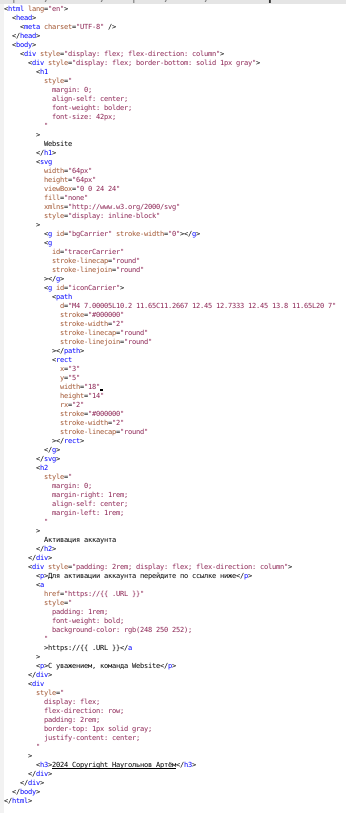 <html lang="en">
<head>
<meta charset="UTF-8" />
</head>
<body>
<div style="display: flex; flex-direction: column">
<div style="display: flex; border-bottom: solid 1px gray">
<h1
style="
margin: 0;
align-self: center;
font-weight: bolder;
font-size: 42px;
"
>
Website
</h1>
<svg
width="64px"
height="64px"
viewBox="0 0 24 24"
fill="none"
xmlns="http://www.w3.org/2000/svg"
style="display: inline-block"
>
<g id="bgCarrier" stroke-width="0"></g>
<g
id="tracerCarrier"
stroke-linecap="round"
stroke-linejoin="round"
></g>
<g id="iconCarrier">
<path
d="M4 7.00005L10.2 11.65C11.2667 12.45 12.7333 12.45 13.8 11.65L20 7"
stroke="#000000"
stroke-width="2"
stroke-linecap="round"
stroke-linejoin="round"
></path>
<rect
x="3"
y="5"
width="18"
height="14"
rx="2"
stroke="#000000"
stroke-width="2"
stroke-linecap="round"
></rect>
</g>
</svg>
<h2
style="
margin: 0;
margin-right: 1rem;
align-self: center;
margin-left: 1rem;
"
>
Активация аккаунта
</h2>
</div>
<div style="padding: 2rem; display: flex; flex-direction: column">
<p>Для активации аккаунта перейдите по ссылке ниже</p>
<a
href="https://{{ .URL }}"
style="
padding: 1rem;
font-weight: bold;
background-color: rgb(248 250 252);
"
>https://{{ .URL }}</a
>
<p>С уважением, команда Website</p>
</div>
<div
style="
display: flex;
flex-direction: row;
padding: 2rem;
border-top: 1px solid gray;
justify-content: center;
"
>
<h3>2024 Copyright Наугольнов Артём</h3>
</div>
</div>
</body>
</html>